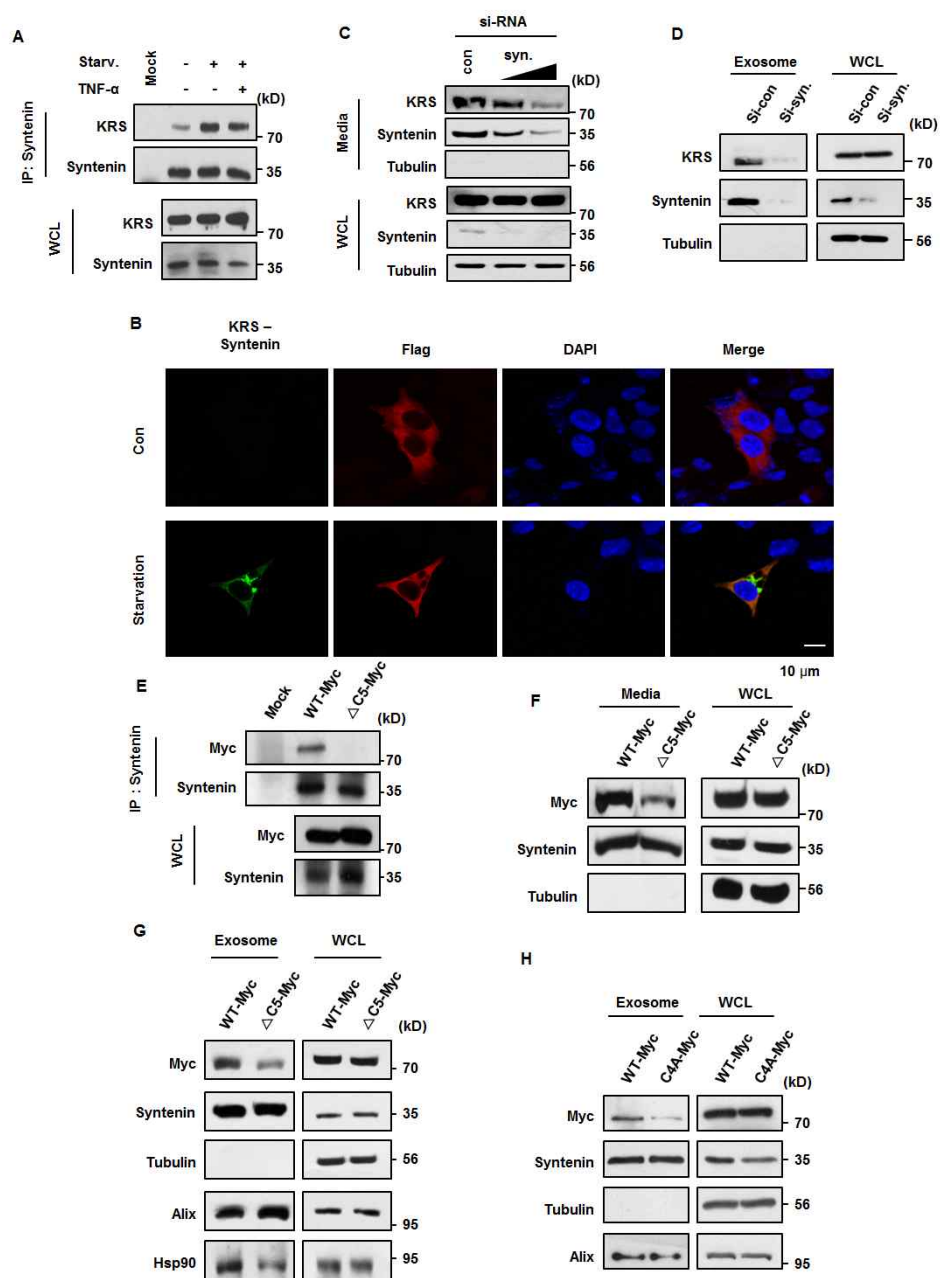 A
Mock
Starv. - + +
TNF-α - - +
(kD)
IP: Syntenin
KRS
70
Syntenin
35
WCL
KRS
70
Syntenin
35
C
si-RNA
con syn.
(kD)
Media
KRS
70
Syntenin
35
Tubulin
56
WCL
KRS
70
Syntenin
35
Tubulin
56
D
Exosome WCL
Si-con Si-syn. Si-con Si-syn.
(kD)
KRS
70
Syntenin
35
Tubulin
56
B
KRS –
Syntenin
Flag DAPI Merge
Con
Starvation
10 μm
E
Mock WT-Myc ▽C5-Myc
(kD)
IP : Syntenin
Myc
70
Syntenin
35
WCL
Myc
70
Syntenin
35
F
Media WCL
WT-Myc ▽C5-Myc WT-Myc ▽C5-Myc
(kD)
Myc
70
Syntenin
35
Tubulin
56
G
Exosome WCL
WT-Myc ▽C5-Myc WT-Myc ▽C5-Myc
(kD)
Myc
70
Syntenin
35
Tubulin
56
Alix
95
Hsp90
95
H
Exosome WCL
WT-Myc C4A-Myc WT-Myc C4A-Myc
(kD)
Myc
70
Syntenin
35
Tubulin
56
Alix
95